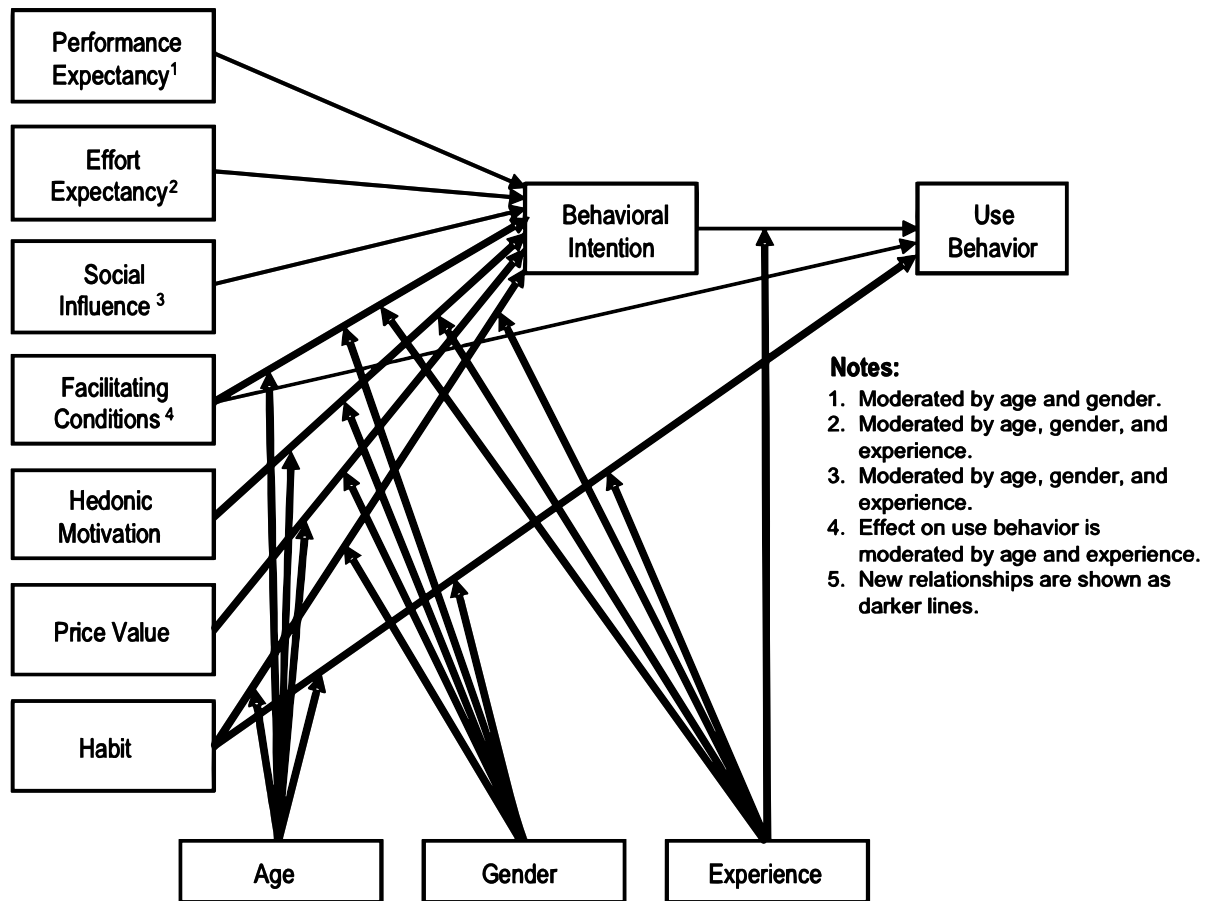 Performance
Expectancy1
Effort
Expectancy2
Social
Influence 3
Facilitating
Conditions 4
Hedonic
Motivation
Price Value
Habit
Behavioral
Intention
Use
Behavior
Notes:
1. Moderated by age and gender.
2. Moderated by age, gender, and
experience.
3. Moderated by age, gender, and
experience.
4. Effect on use behavior is
moderated by age and experience.
5. New relationships are shown as
darker lines.
Age
Gender
Experience